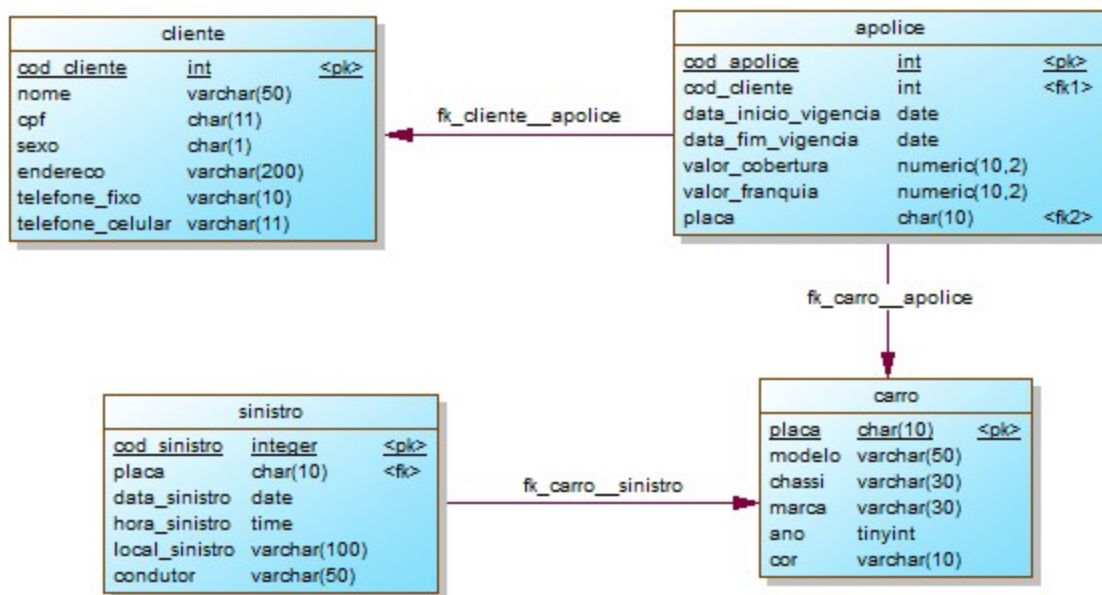 cliente
cod_cliente int <pk>
nome varchar(50)
cpf char(11)
sexo char(1)
endereco varchar(200)
telefone_fixo varchar(10)
telefone_celular varchar(11)
fk_cliente__apolice
apolice
cod_apolice int <pk>
cod_cliente int <fk1>
data_inicio_vigencia date
data_fim_vigencia date
valor_cobertura numeric(10,2)
valor_franquia numeric(10,2)
placa char(10) <fk2>
fk_carro__apolice
sinistro
cod_sinistro integer <pk>
placa char(10) <fk>
data_sinistro date
hora_sinistro time
local_sinistro varchar(100)
condutor varchar(50)
fk_carro__sinistro
carro
placa char(10) <pk>
modelo varchar(50)
chassi varchar(30)
marca varchar(30)
ano tinyint
cor varchar(10)